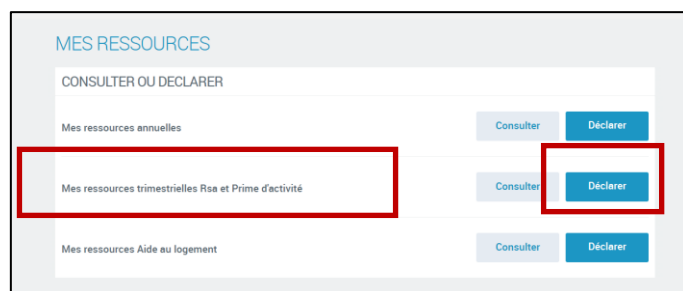 MES RESSOURCES
CONSULTER OU DECLARER
Mes ressources annuelles Consulter Déclarer
Mes ressources trimestrielles Rsa et Prime d'activité Consulter Déclarer
Mes ressources Aide au logement Consulter Déclarer